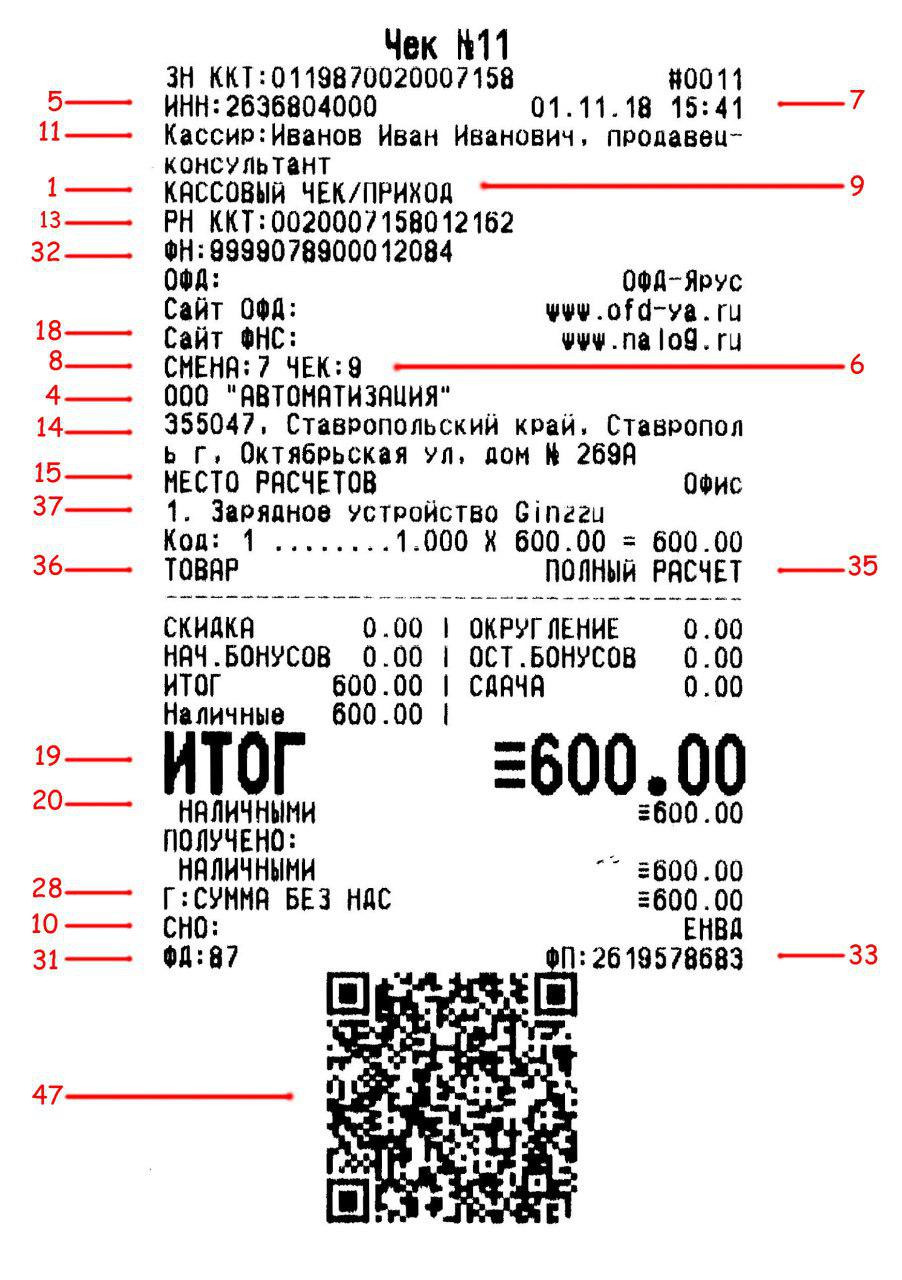 Чек №11
ЗН ККТ:0119870020007158 #0011
5 ИНН:2636804000 01.11.18 15:41 7
11 Кассир:Иванов Иван Иванович, продавец-
консультант
1 КАССОВЫЙ ЧЕК/ПРИХОД 9
13 РН ККТ:0020007158012162
32 ФН:9999078900012084
ОФД: ОФД-Ярус
Сайт ОФД: www.ofd-ya.ru
18 Сайт ФНС: www.nalog.ru
8 СМЕНА:7 ЧЕК:9 6
4 ООО "АВТОМАТИЗАЦИЯ"
14 355047, Ставропольский край, Ставропол
ь г, Октябрьская ул, дом № 269А
15 МЕСТО РАСЧЕТОВ Офис
37 1. Зарядное устройство Ginzzu
Код: 1 ........1.000 X 600.00 = 600.00
36 ТОВАР ПОЛНЫЙ РАСЧЕТ 35
СКИДКА 0.00 | ОКРУГЛЕНИЕ 0.00
НАЧ.БОНУСОВ 0.00 | ОСТ.БОНУСОВ 0.00
ИТОГ 600.00 | СДАЧА 0.00
Наличные 600.00 |
19 ИТОГ ≡600.00
20 НАЛИЧНЫМИ ≡600.00
ПОЛУЧЕНО:
НАЛИЧНЫМИ ≡600.00
28 Г:СУММА БЕЗ НДС ≡600.00
10 СНО: ЕНВД
31 ФД:87 ФП:2619578683 33
47